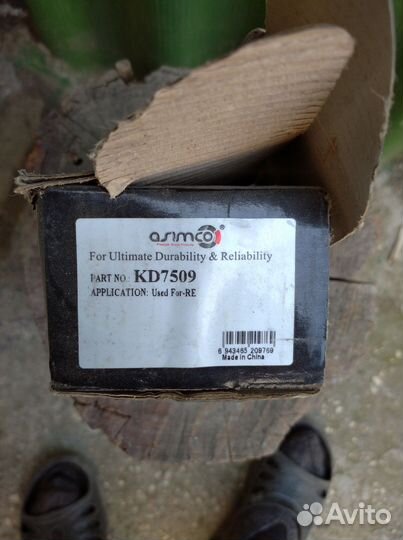 asimco
For Ultimate Durability & Reliability
PART NO.: KD7509
APPLICATION: Used For-RE
6 943465 209769
Made in China
Avito